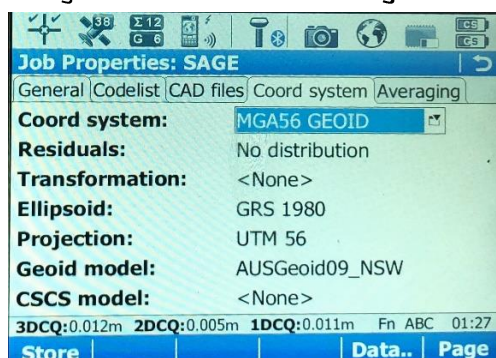 38 Σ 12
G 6 CS
CS
Job Properties: SAGE
General Codelist CAD files Coord system Averaging
Coord system: MGA56 GEOID
Residuals: No distribution
Transformation: <None>
Ellipsoid: GRS 1980
Projection: UTM 56
Geoid model: AUSGeoid09_NSW
CSCS model: <None>
3DCQ:0.012m 2DCQ:0.005m 1DCQ:0.011m Fn ABC 01:27
Store Data.. Page